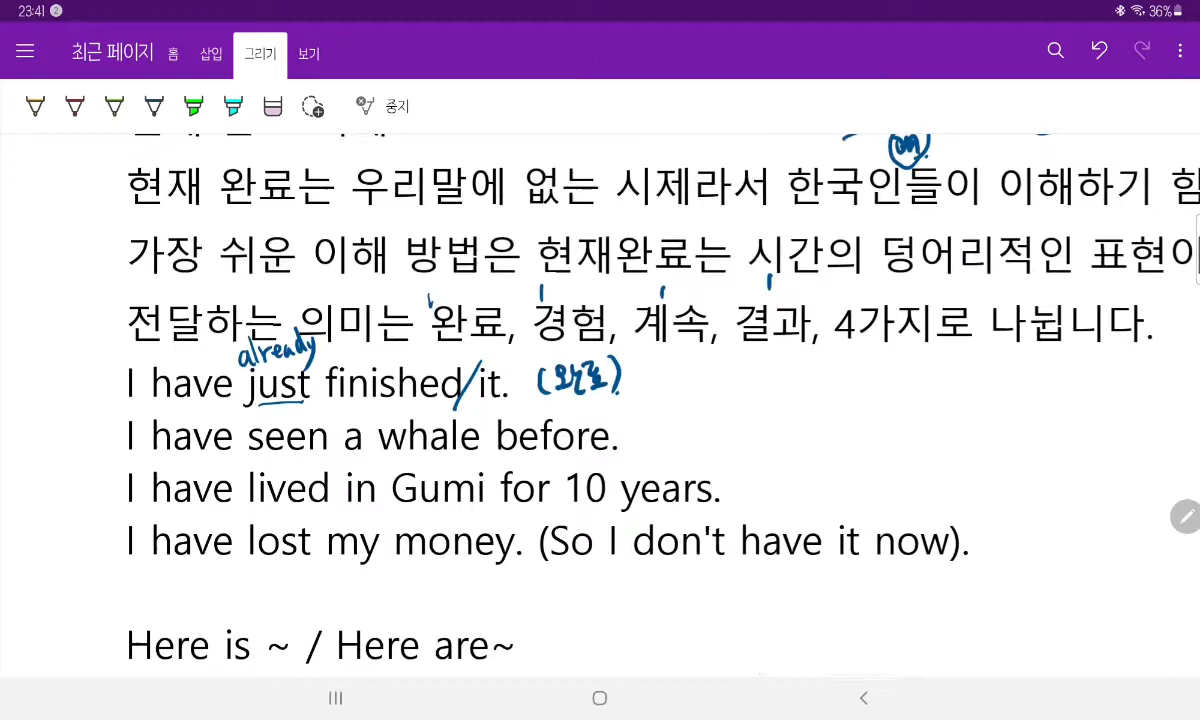 23:41 2 36%
최근 페이지 홈 삽입 그리기 보기
중지
on
현재 완료는 우리말에 없는 시제라서 한국인들이 이해하기 힘
가장 쉬운 이해 방법은 현재완료는 시간의 덩어리적인 표현이
전달하는 의미는 완료, 경험, 계속, 결과, 4가지로 나뉩니다.
already
I have just finished/it. (완료)
I have seen a whale before.
I have lived in Gumi for 10 years.
I have lost my money. (So I don't have it now).
Here is ~ / Here are~